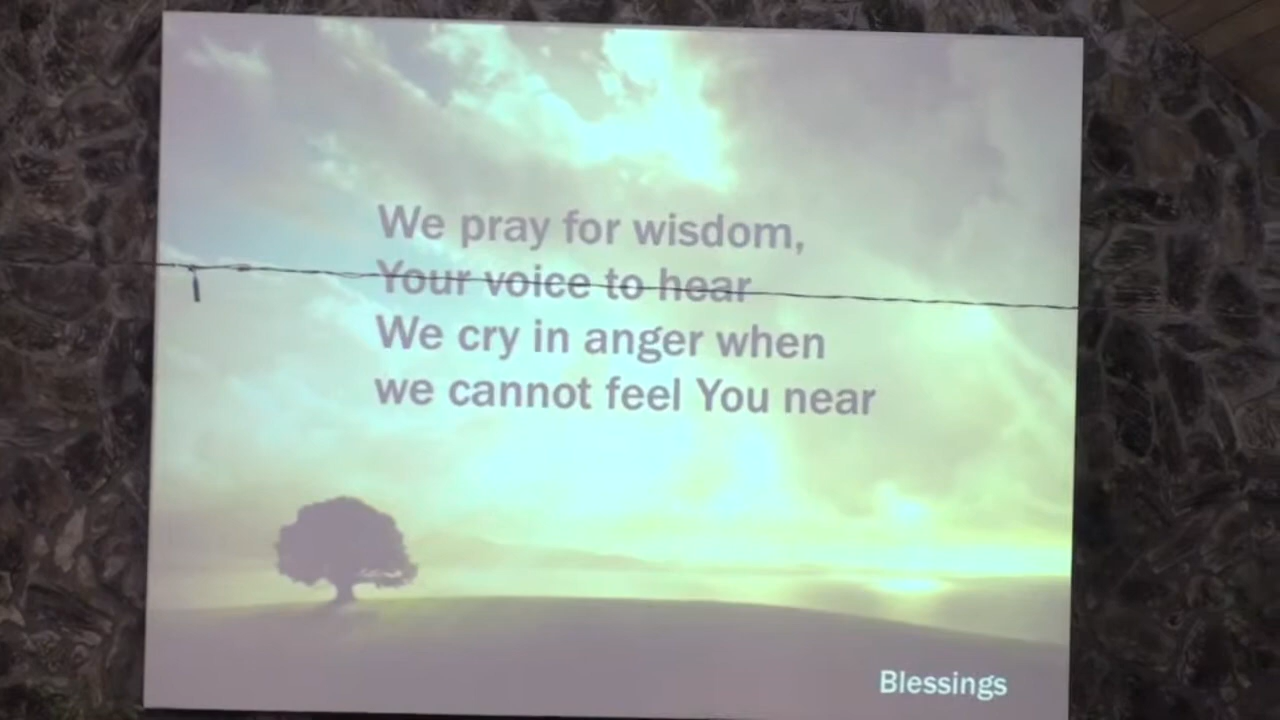 We pray for wisdom,
Your voice to hear
We cry in anger when
we cannot feel You near
Blessings